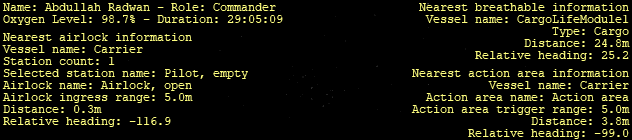 Name: Abdullah Radwan - Role: Commander
Oxygen Level: 98.7% - Duration: 29:05:09
Nearest airlock information
Vessel name: Carrier
Station count: 1
Selected station name: Pilot, empty
Airlock name: Airlock, open
Airlock ingress range: 5.0m
Distance: 0.3m
Relative heading: -116.9
Nearest breathable information
Vessel name: CargoLifeModule1
Type: Cargo
Distance: 24.8m
Relative heading: 25.2
Nearest action area information
Vessel name: Carrier
Action area name: Action area
Action area trigger range: 5.0m
Distance: 3.8m
Relative heading: -99.0